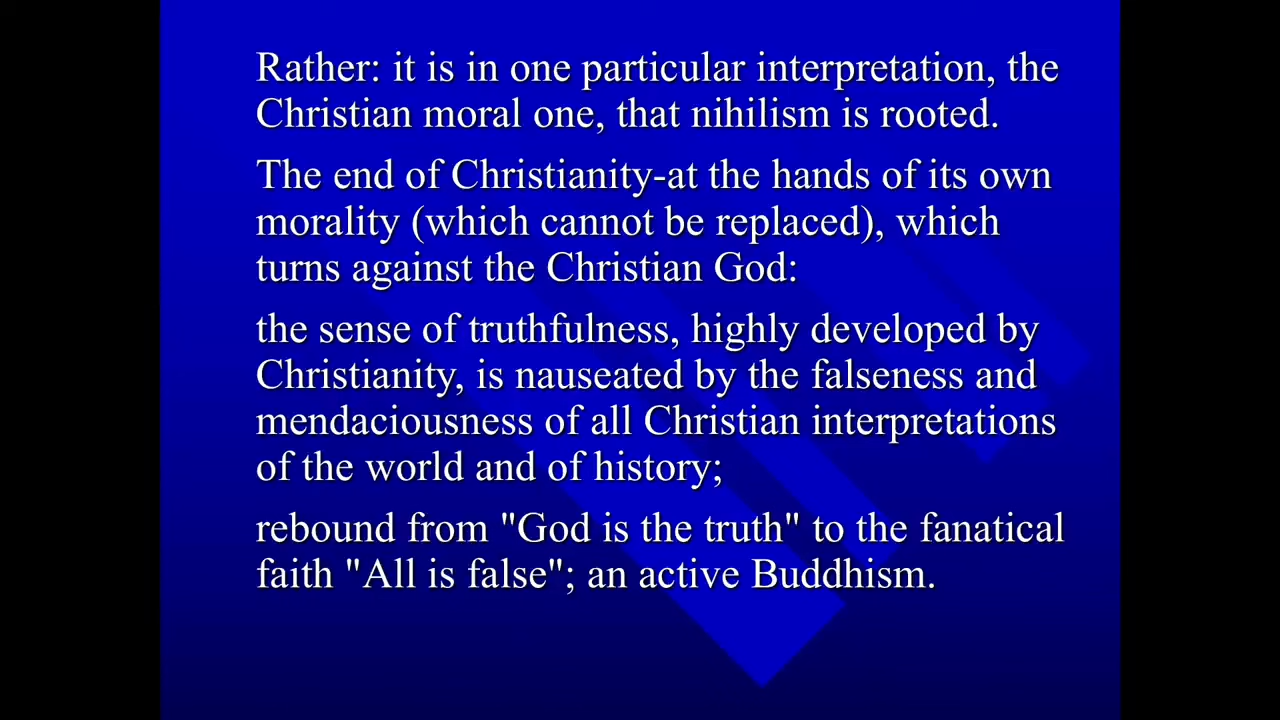 Rather: it is in one particular interpretation, the
Christian moral one, that nihilism is rooted.
The end of Christianity-at the hands of its own
morality (which cannot be replaced), which
turns against the Christian God:
the sense of truthfulness, highly developed by
Christianity, is nauseated by the falseness and
mendaciousness of all Christian interpretations
of the world and of history;
rebound from "God is the truth" to the fanatical
faith "All is false"; an active Buddhism.